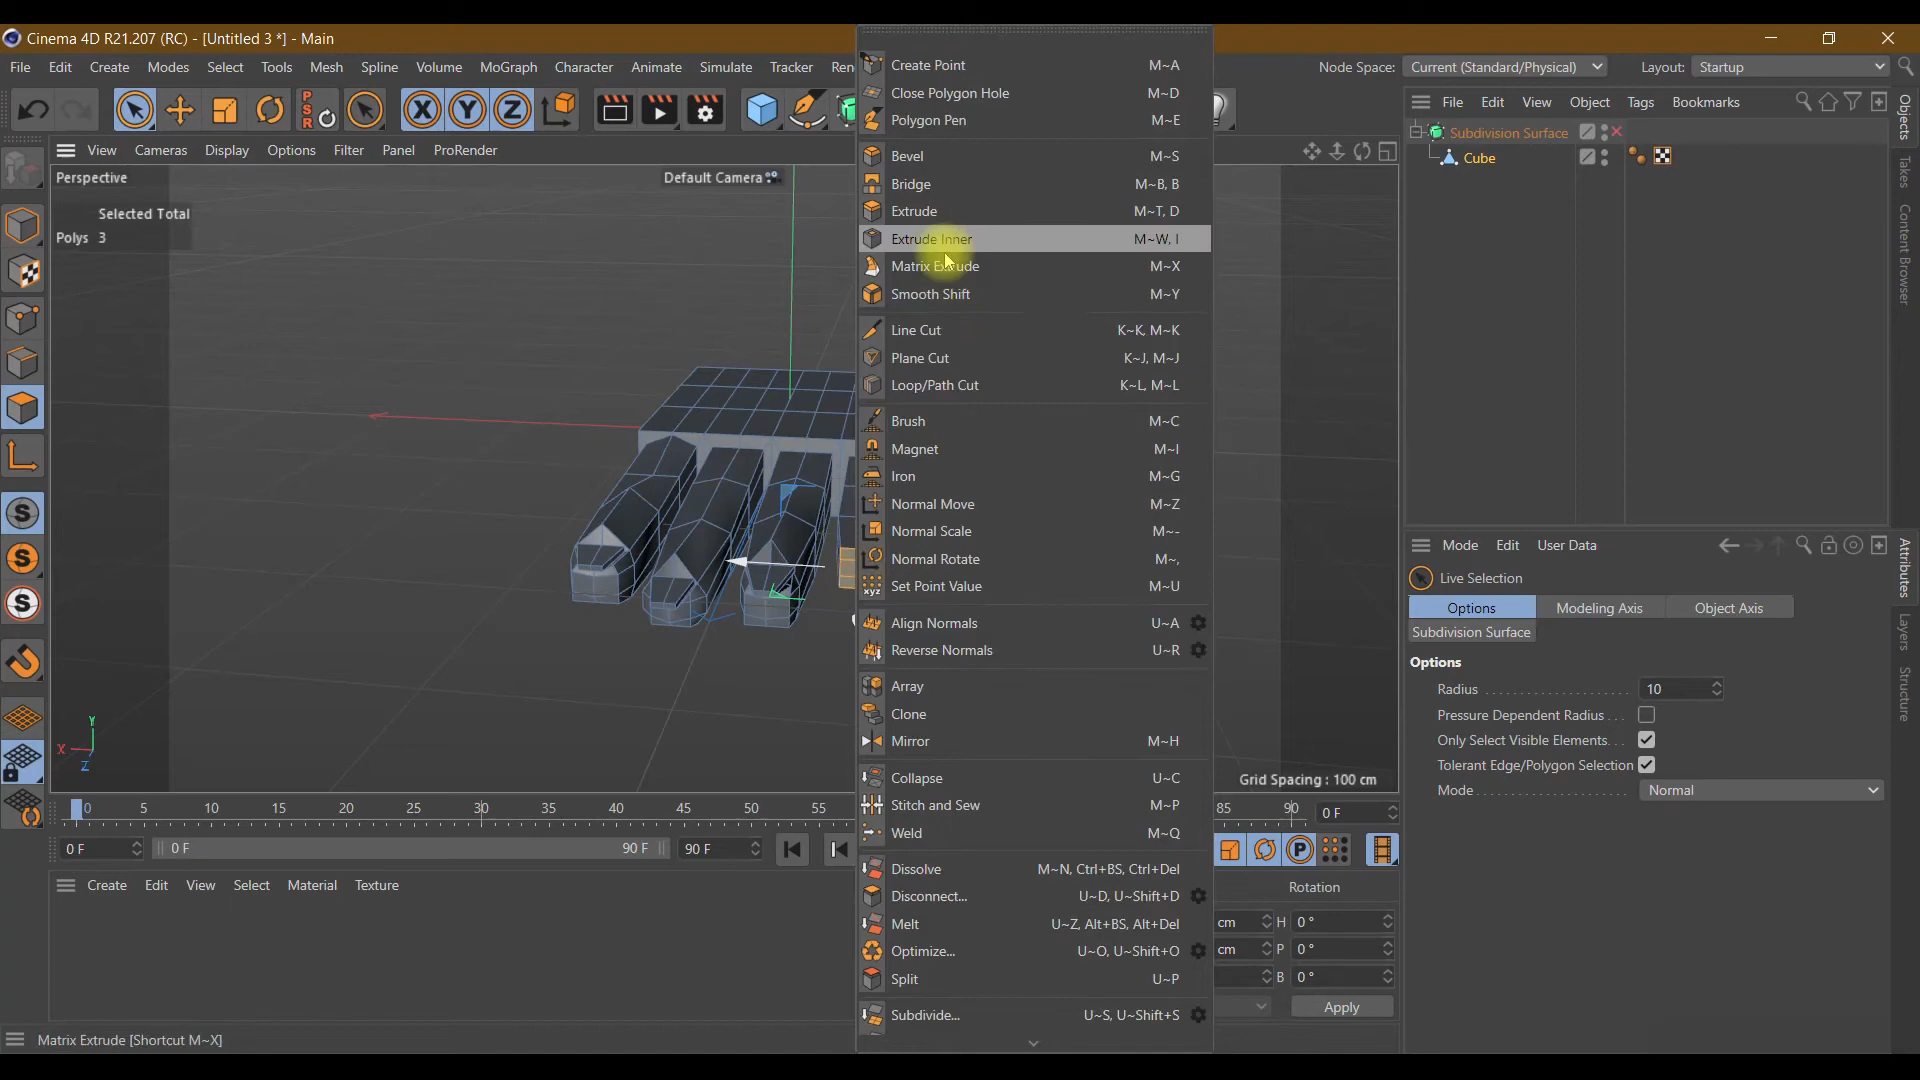 Cinema 4D R21.207 (RC) - [Untitled 3 *] - Main
File Edit Create Modes Select Tools Mesh Spline Volume MoGraph Character Animate Simulate Tracker Ren
Node Space: Current (Standard/Physical) Layout: Startup
PSR X Y Z
View Cameras Display Options Filter Panel ProRender
Perspective
Default Camera
Selected Total
Polys 3
Grid Spacing : 100 cm
Y
X
Z
S
S
S
Create Point M~A
Close Polygon Hole M~D
Polygon Pen M~E
Bevel M~S
Bridge M~B, B
Extrude M~T, D
Extrude Inner M~W, I
Matrix Extrude M~X
Smooth Shift M~Y
Line Cut K~K, M~K
Plane Cut K~J, M~J
Loop/Path Cut K~L, M~L
Brush M~C
Magnet M~I
Iron M~G
Normal Move M~Z
Normal Scale M~-
Normal Rotate M~,
xyz Set Point Value M~U
Align Normals U~A
Reverse Normals U~R
Array
Clone
Mirror M~H
Collapse U~C
Stitch and Sew M~P
Weld M~Q
Dissolve M~N, Ctrl+BS, Ctrl+Del
Disconnect... U~D, U~Shift+D
Melt U~Z, Alt+BS, Alt+Del
Optimize... U~O, U~Shift+O
Split U~P
Subdivide... U~S, U~Shift+S
File Edit View Object Tags Bookmarks
Subdivision Surface
Cube
Objects
Takes
Content Browser
Mode Edit User Data
Live Selection
Options Modeling Axis Object Axis
Subdivision Surface
Options
Radius 10
Pressure Dependent Radius
Only Select Visible Elements
Tolerant Edge/Polygon Selection
Mode Normal
Attributes
Layers
Structure
0 5 10 15 20 25 30 35 40 45 50 55 85 90 0 F
0 F 0 F 90 F 90 F
P
Create Edit View Select Material Texture
Rotation
cm H 0 °
cm P 0 °
B 0 °
Apply
Matrix Extrude [Shortcut M~X]